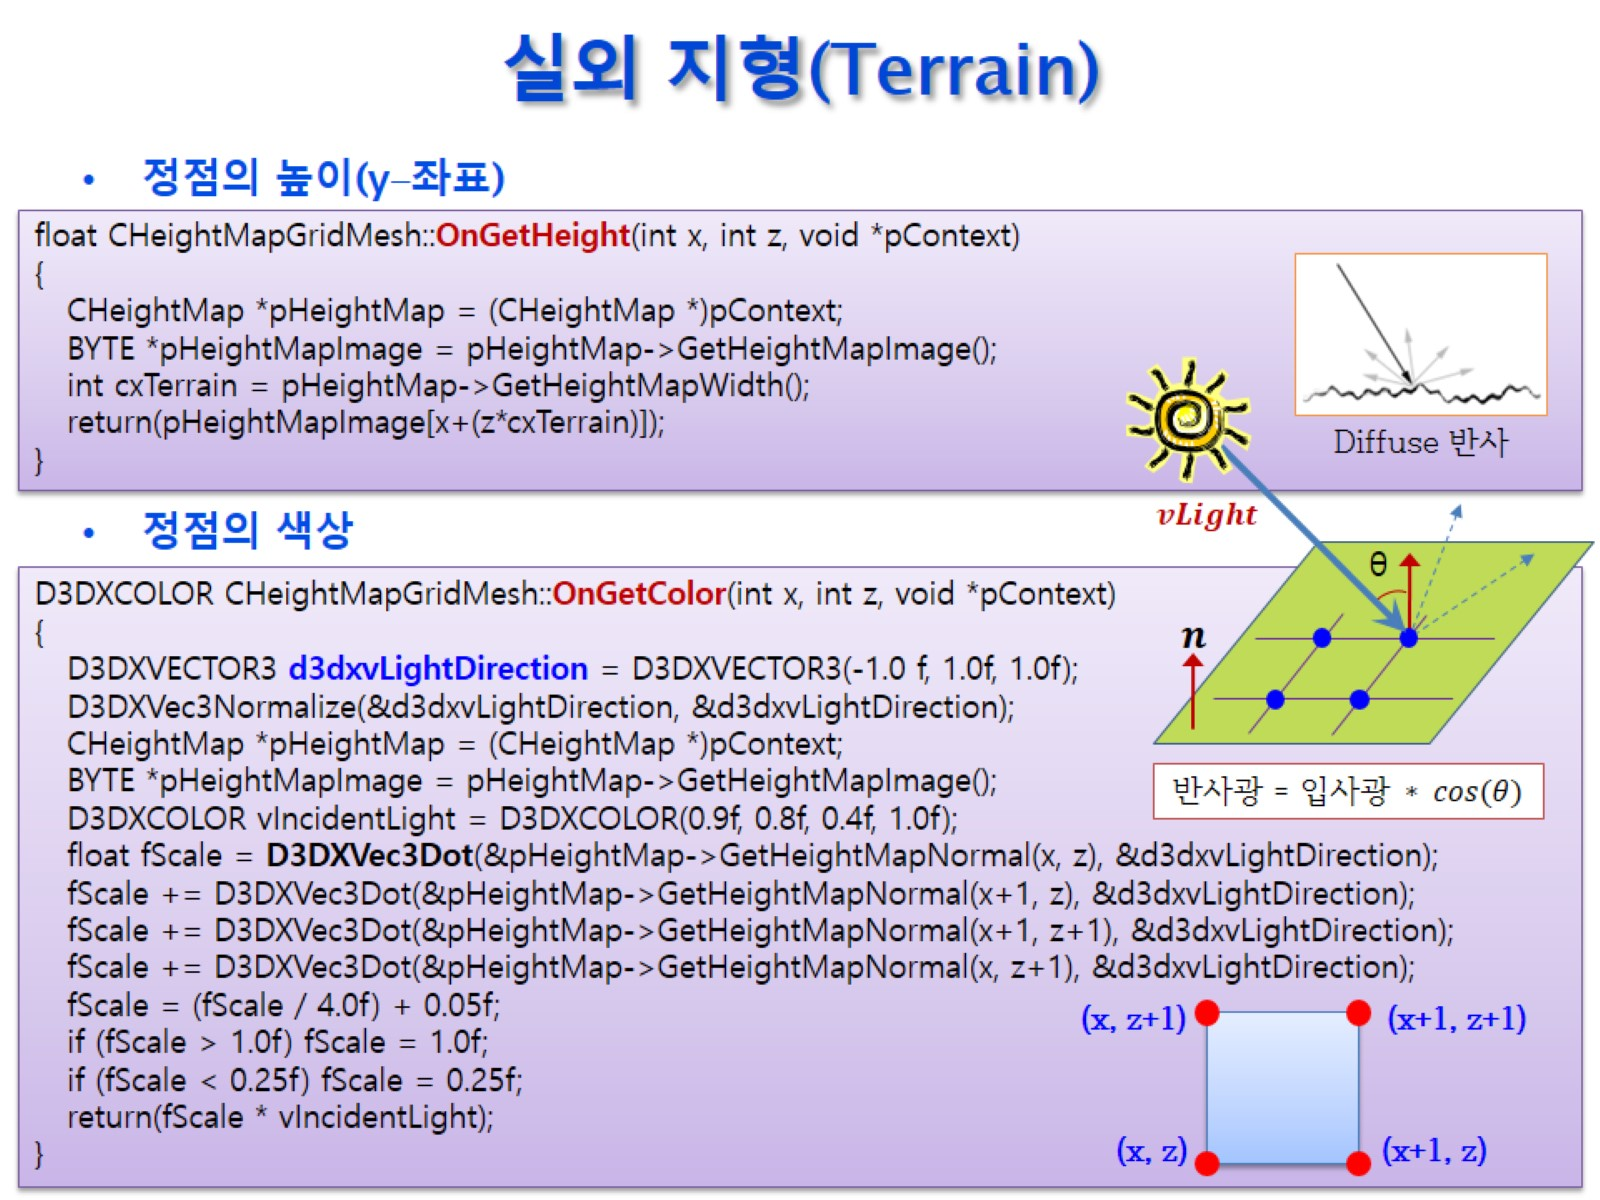 실외 지형(Terrain)
• 정점의 높이(y–좌표)
float CHeightMapGridMesh::OnGetHeight(int x, int z, void *pContext)
{
CHeightMap *pHeightMap = (CHeightMap *)pContext;
BYTE *pHeightMapImage = pHeightMap->GetHeightMapImage();
int cxTerrain = pHeightMap->GetHeightMapWidth();
return(pHeightMapImage[x+(z*cxTerrain)]);
}
Diffuse 반사
vLight
• 정점의 색상
D3DXCOLOR CHeightMapGridMesh::OnGetColor(int x, int z, void *pContext)
{
D3DXVECTOR3 d3dxvLightDirection = D3DXVECTOR3(-1.0 f, 1.0f, 1.0f);
D3DXVec3Normalize(&d3dxvLightDirection, &d3dxvLightDirection);
CHeightMap *pHeightMap = (CHeightMap *)pContext;
BYTE *pHeightMapImage = pHeightMap->GetHeightMapImage();
D3DXCOLOR vIncidentLight = D3DXCOLOR(0.9f, 0.8f, 0.4f, 1.0f);
float fScale = D3DXVec3Dot(&pHeightMap->GetHeightMapNormal(x, z), &d3dxvLightDirection);
fScale += D3DXVec3Dot(&pHeightMap->GetHeightMapNormal(x+1, z), &d3dxvLightDirection);
fScale += D3DXVec3Dot(&pHeightMap->GetHeightMapNormal(x+1, z+1), &d3dxvLightDirection);
fScale += D3DXVec3Dot(&pHeightMap->GetHeightMapNormal(x, z+1), &d3dxvLightDirection);
fScale = (fScale / 4.0f) + 0.05f;
if (fScale > 1.0f) fScale = 1.0f;
if (fScale < 0.25f) fScale = 0.25f;
return(fScale * vIncidentLight);
}
θ
n
반사광 = 입사광 * cos(θ)
(x, z+1) (x+1, z+1)
(x, z) (x+1, z)